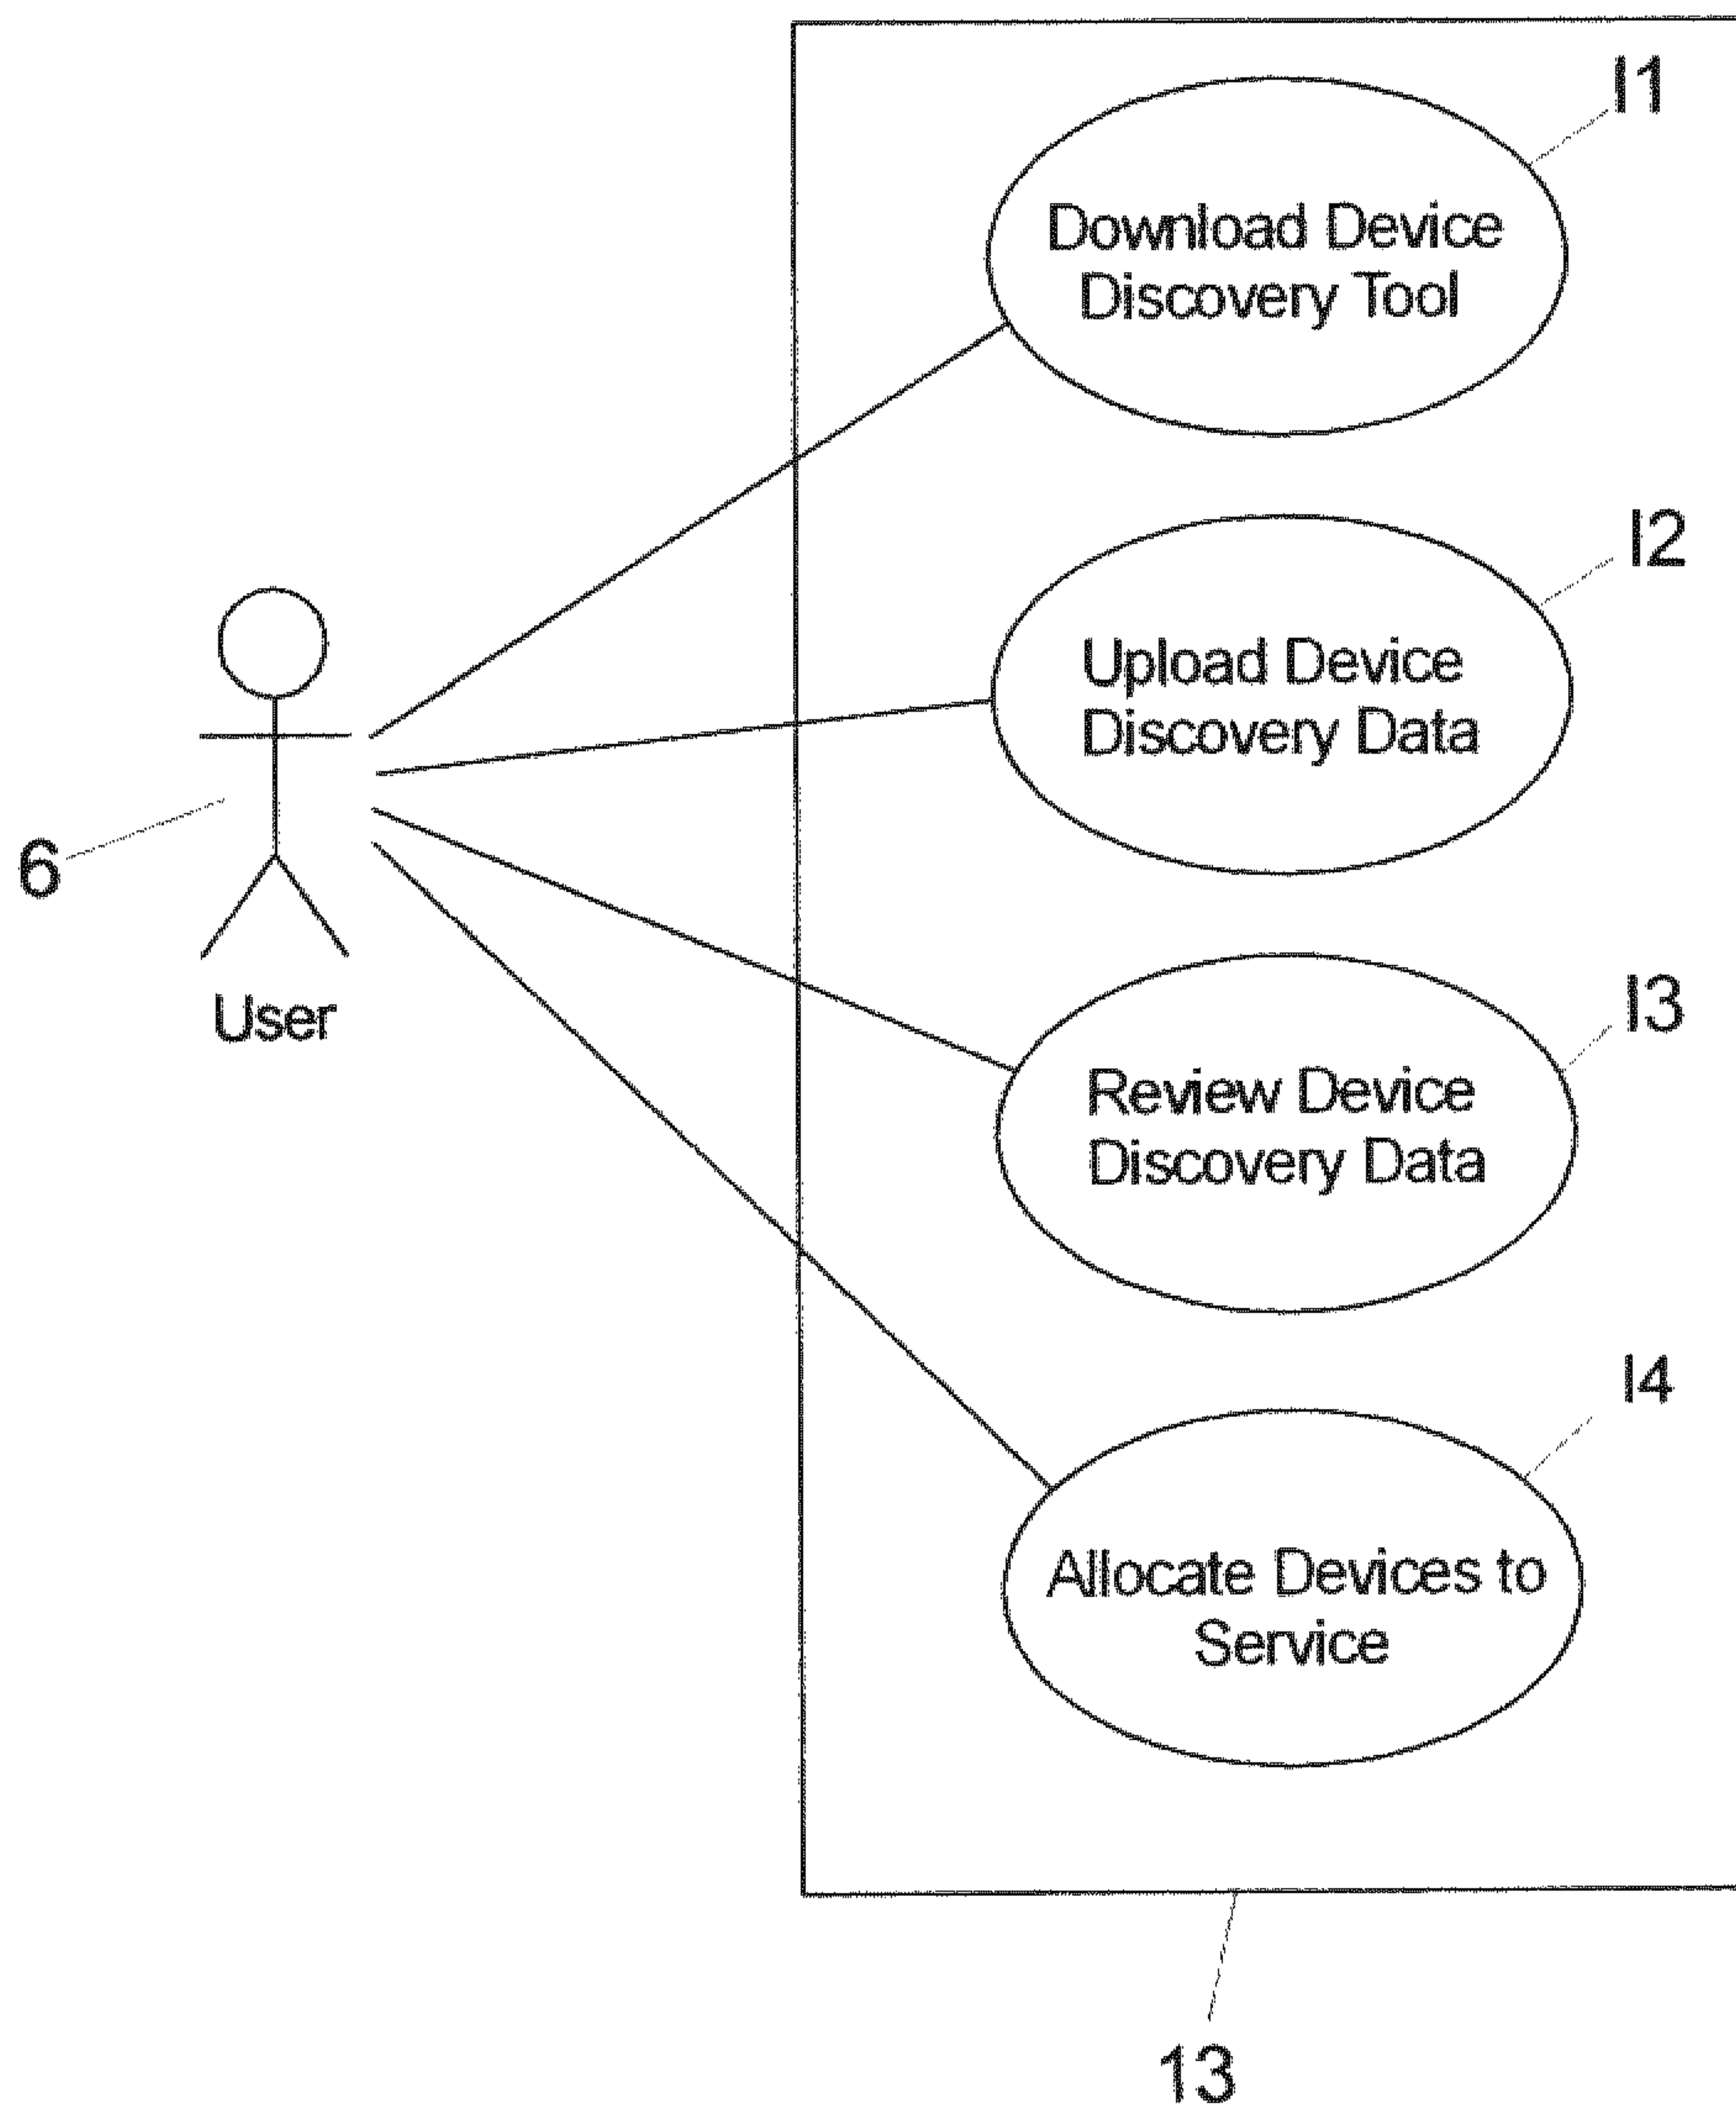 I1
Download Device
Discovery Tool
I2
Upload Device
Discovery Data
6
User
I3
Review Device
Discovery Data
I4
Allocate Devices to
Service
13